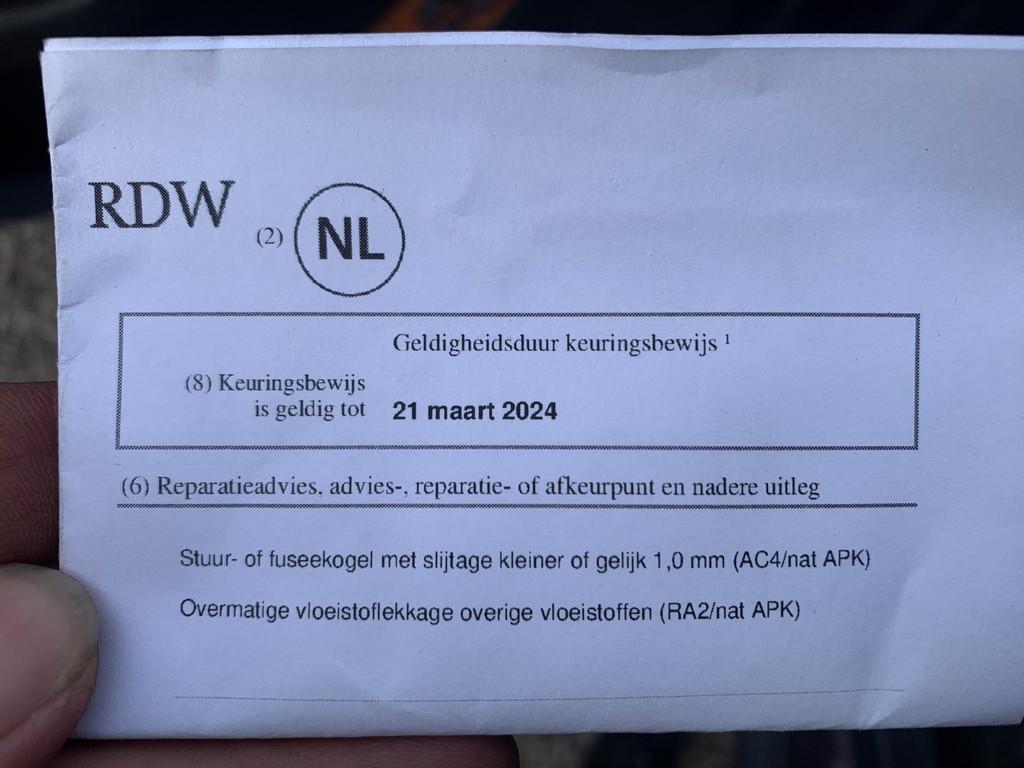 RDW
(2) NL
Geldigheidsduur keuringsbewijs ¹
(8) Keuringsbewijs
is geldig tot 21 maart 2024
(6) Reparatieadvies, advies-, reparatie- of afkeurpunt en nadere uitleg
Stuur- of fuseekogel met slijtage kleiner of gelijk 1,0 mm (AC4/nat APK)
Overmatige vloeistoflekkage overige vloeistoffen (RA2/nat APK)